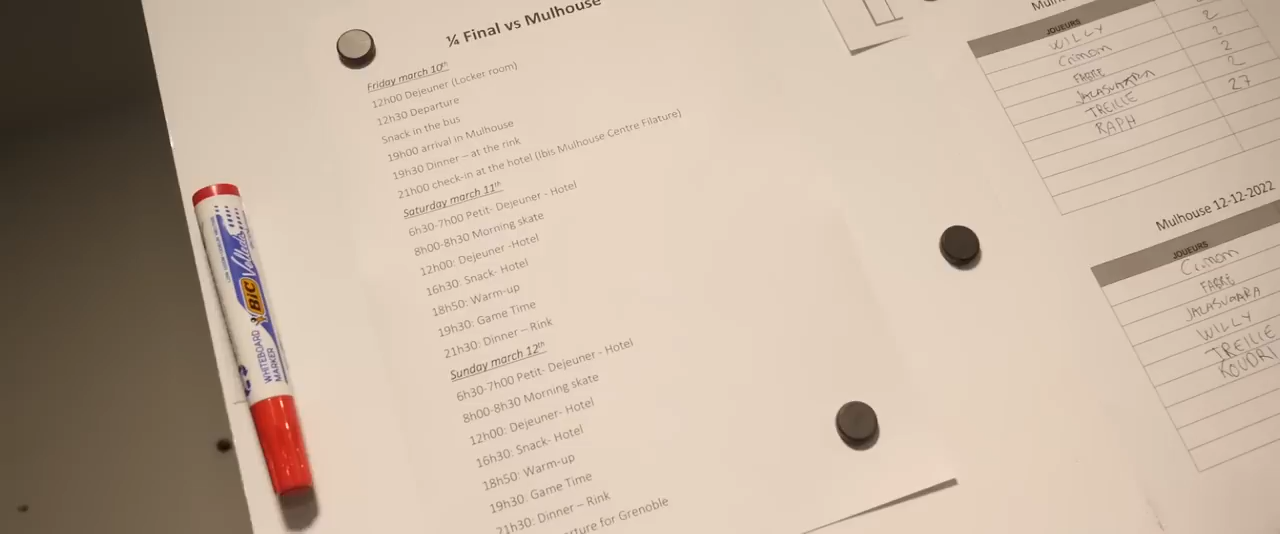 ¼ Final vs Mulhouse
Friday march 10th
12h00 Dejeuner (Locker room)
12h30 Departure
Snack in the bus
19h00 arrival in Mulhouse
19h30 Dinner – at the rink
21h00 check-in at the hotel (Ibis Mulhouse Centre Filature)
Saturday march 11th
6h30-7h00 Petit- Dejeuner - Hotel
8h00-8h30 Morning skate
12h00: Dejeuner -Hotel
16h30: Snack- Hotel
18h50: Warm-up
19h30: Game Time
21h30: Dinner – Rink
Sunday march 12th
6h30-7h00 Petit- Dejeuner - Hotel
8h00-8h30 Morning skate
12h00: Dejeuner- Hotel
16h30: Snack- Hotel
18h50: Warm-up
19h30: Game Time
21h30: Dinner – Rink
for Grenoble
BIC Velleda
WHITEBOARD
MARKER
JOUEURS
WILLY 2
Crinom 2
FABRE 2
JALASVAARA 2
TREILLE 27
RAPH
Mulhouse 12-12-2022
JOUEURS
Crinom
FABRE
JALASVAARA
WILLY
TREILLE